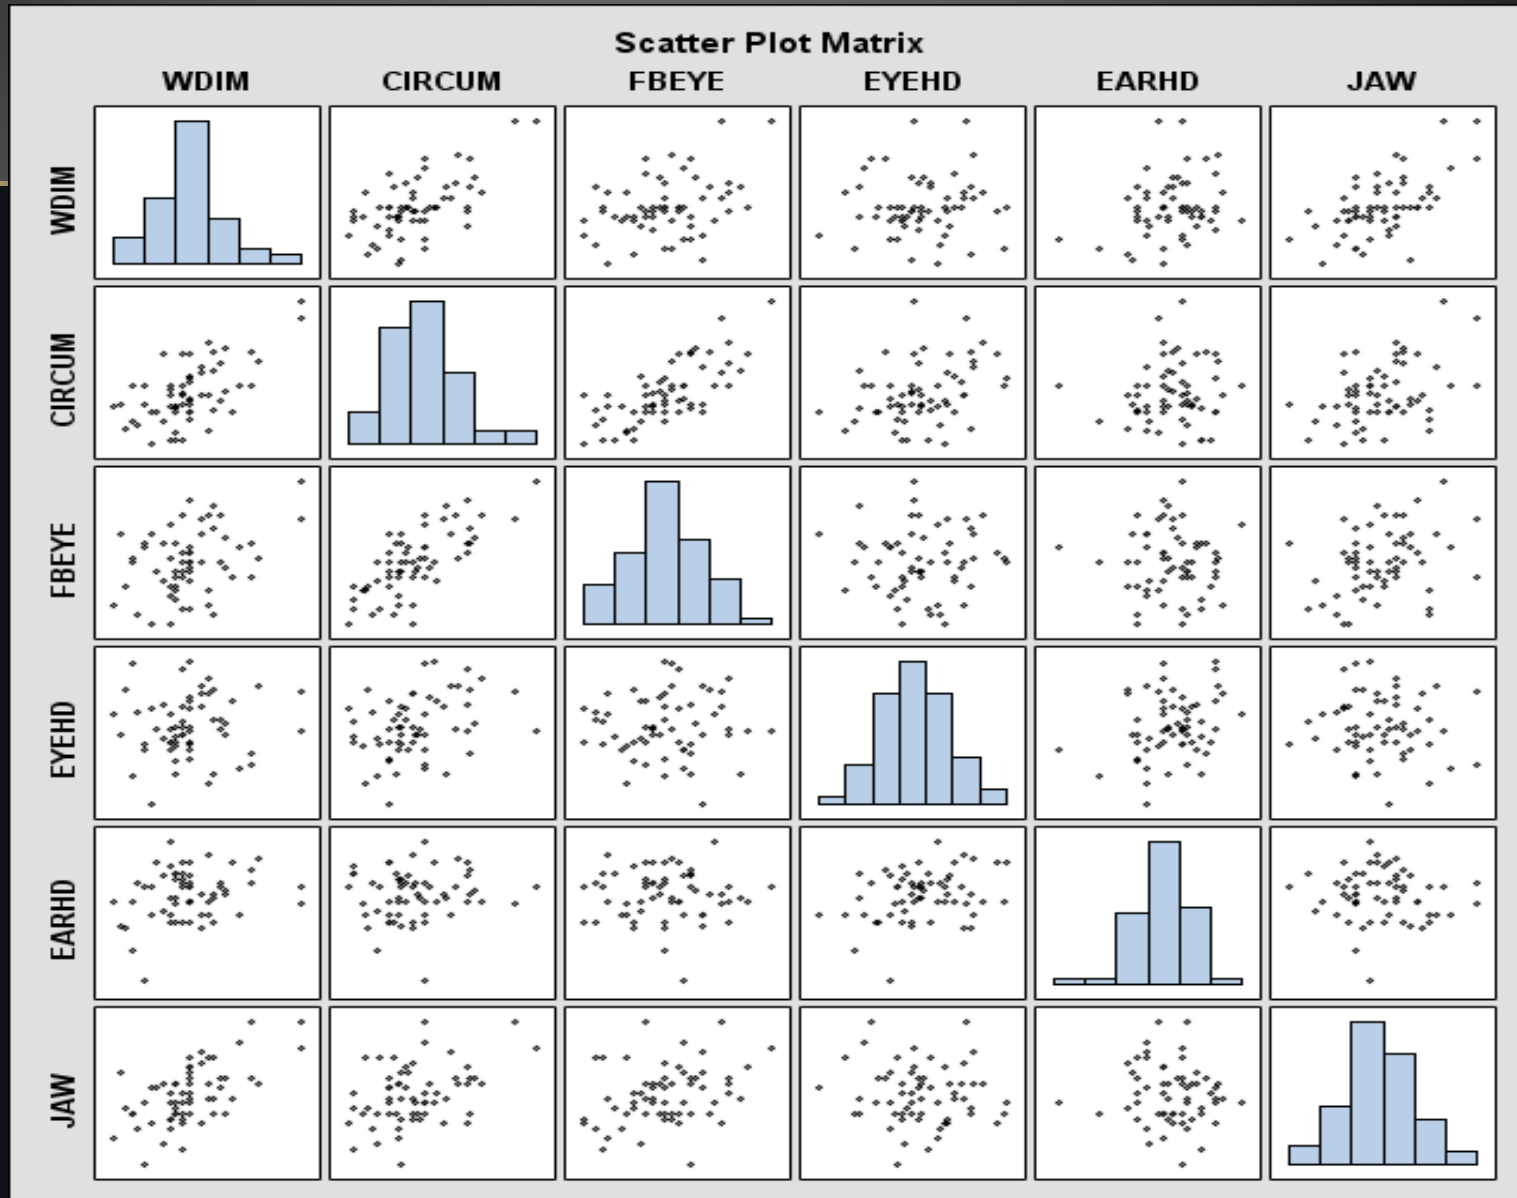 Scatter Plot Matrix
WDIM CIRCUM FBEYE EYEHD EARHD JAW
WDIM
CIRCUM
FBEYE
EYEHD
EARHD
JAW